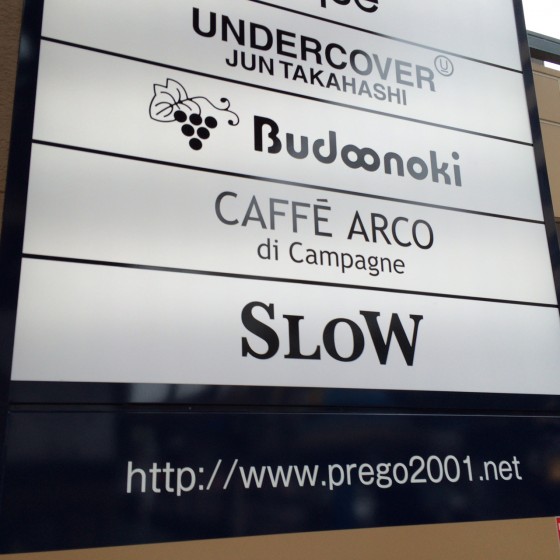 UNDERCOVER Ⓤ
JUN TAKAHASHI
Budoonoki
CAFFĒ ARCO
di Campagne
SLOW
http://www.prego2001.net